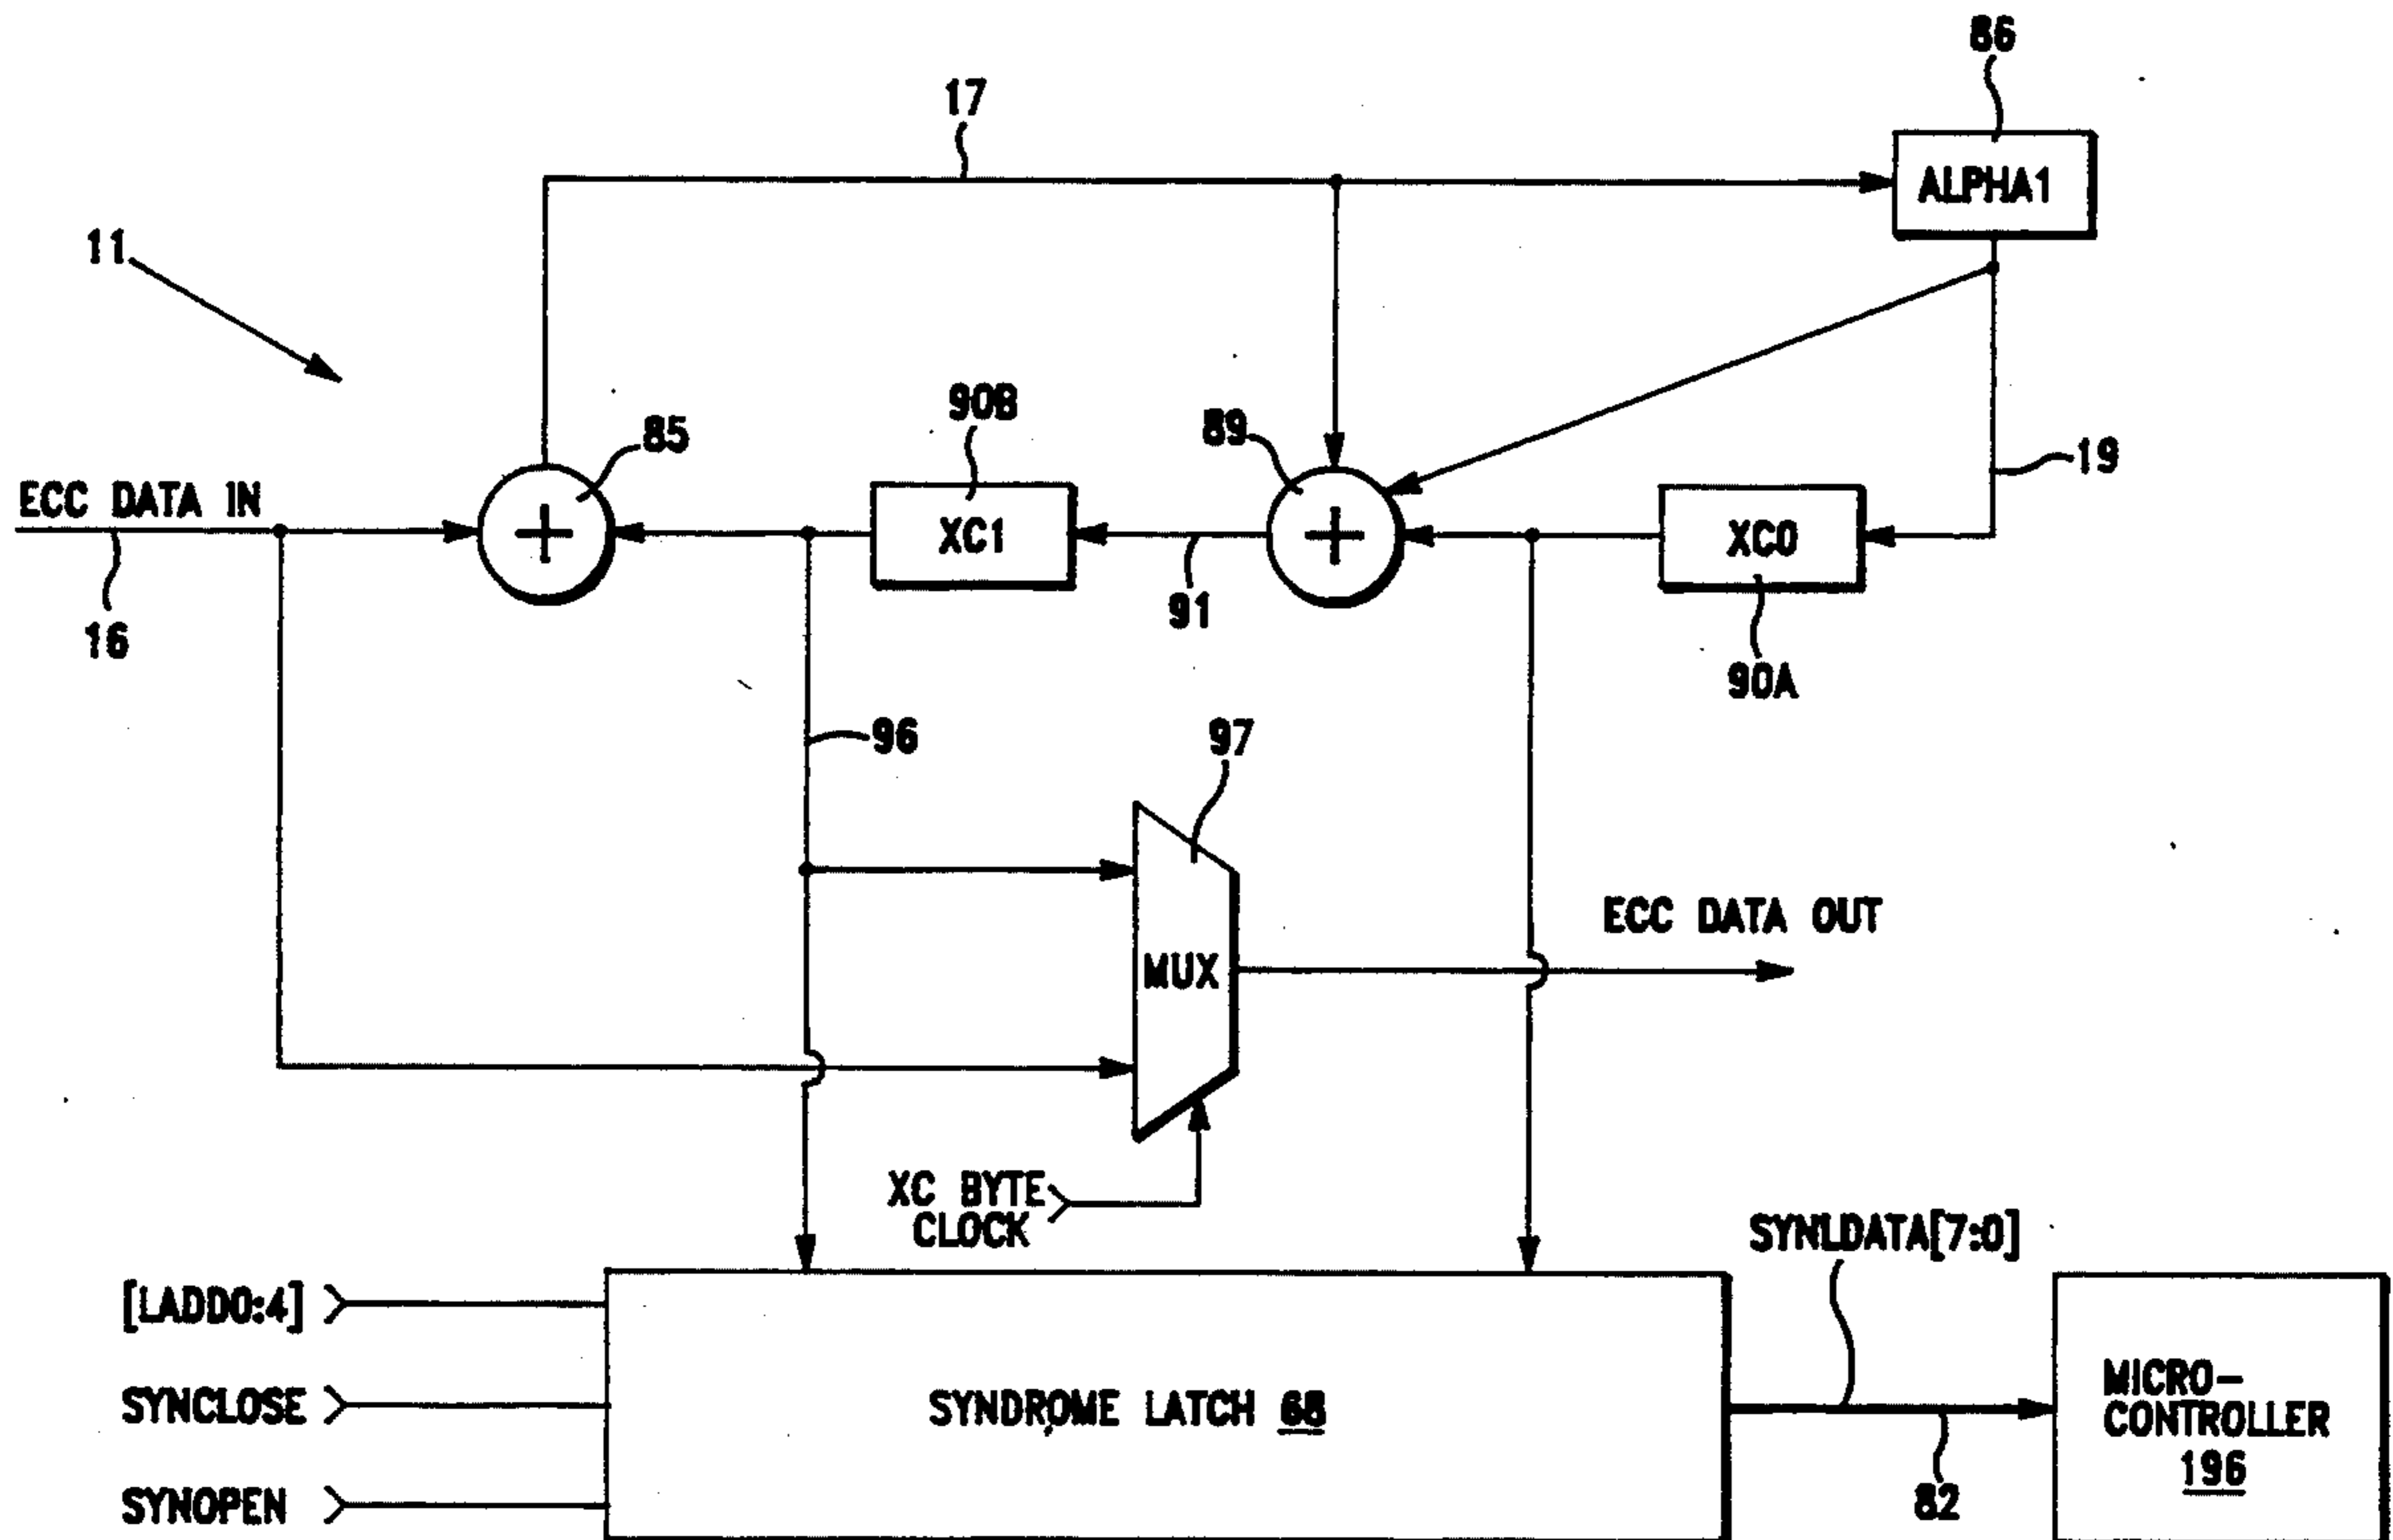 86
17
ALPHA1
11
90B
89
85
19
ECC DATA IN
XC1
XC0
91
16
90A
96
97
ECC DATA OUT
MUX
XC BYTE
CLOCK
SYNLDATA[7:0]
[LADD0:4]
SYNCLOSE
SYNDROME LATCH 68
MICRO-
CONTROLLER
196
SYNOPEN
82